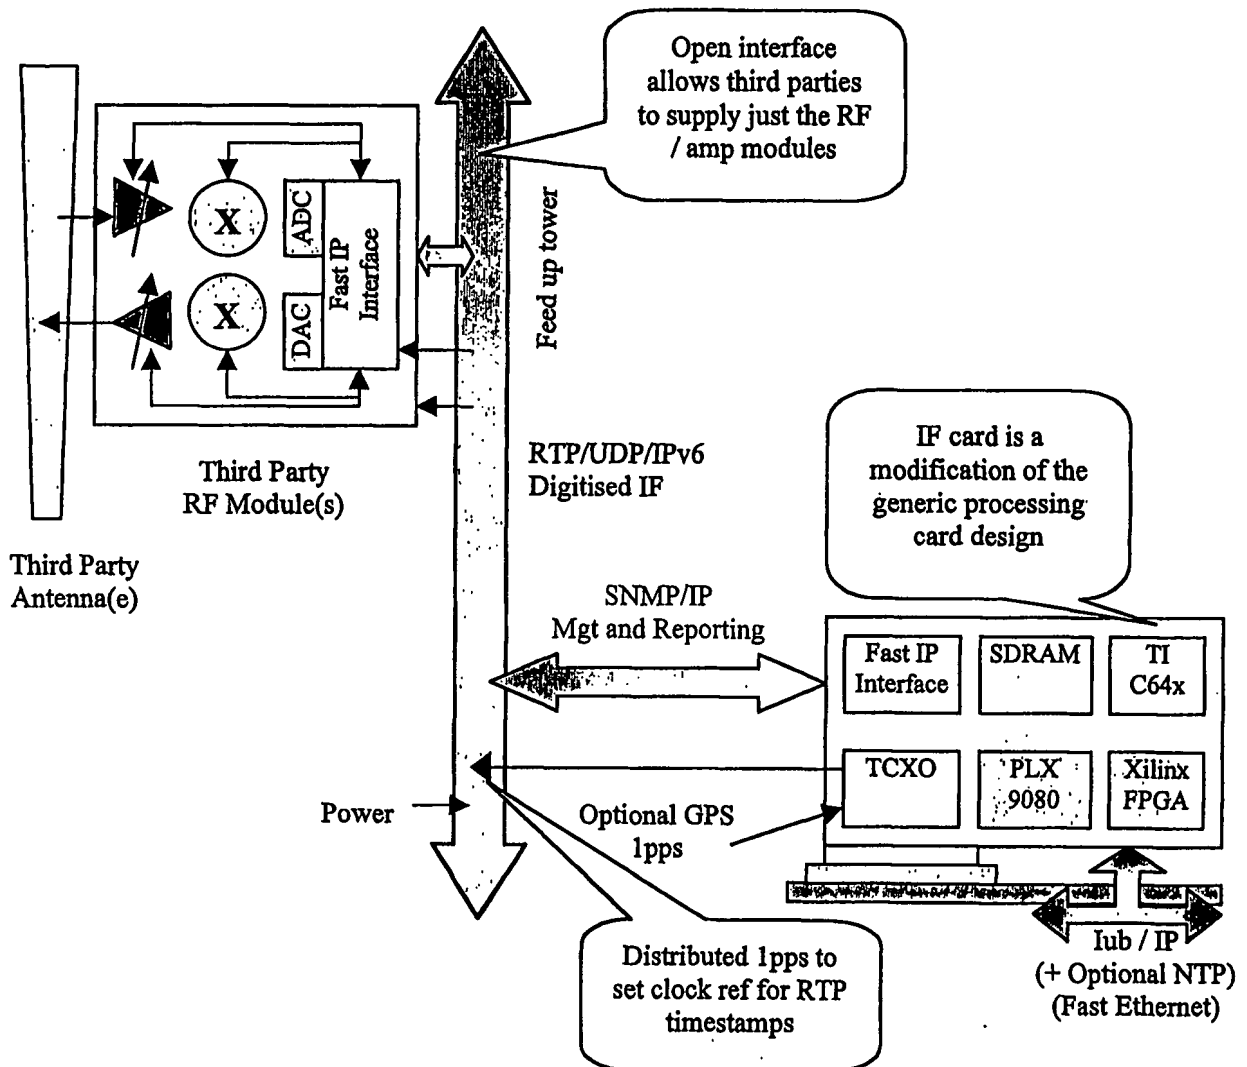 Open interface
allows third parties
to supply just the RF
/ amp modules
X
ADC
Fast IP
Interface
X
DAC
Feed up tower
Third Party
RF Module(s)
RTP/UDP/IPv6
Digitised IF
IF card is a
modification of the
generic processing
card design
Third Party
Antenna(e)
SNMP/IP
Mgt and Reporting
Fast IP
Interface
SDRAM
TI
C64x
TCXO
PLX
9080
Xilinx
FPGA
Power
Optional GPS
1pps
Distributed 1pps to
set clock ref for RTP
timestamps
Iub / IP
(+ Optional NTP)
(Fast Ethernet)